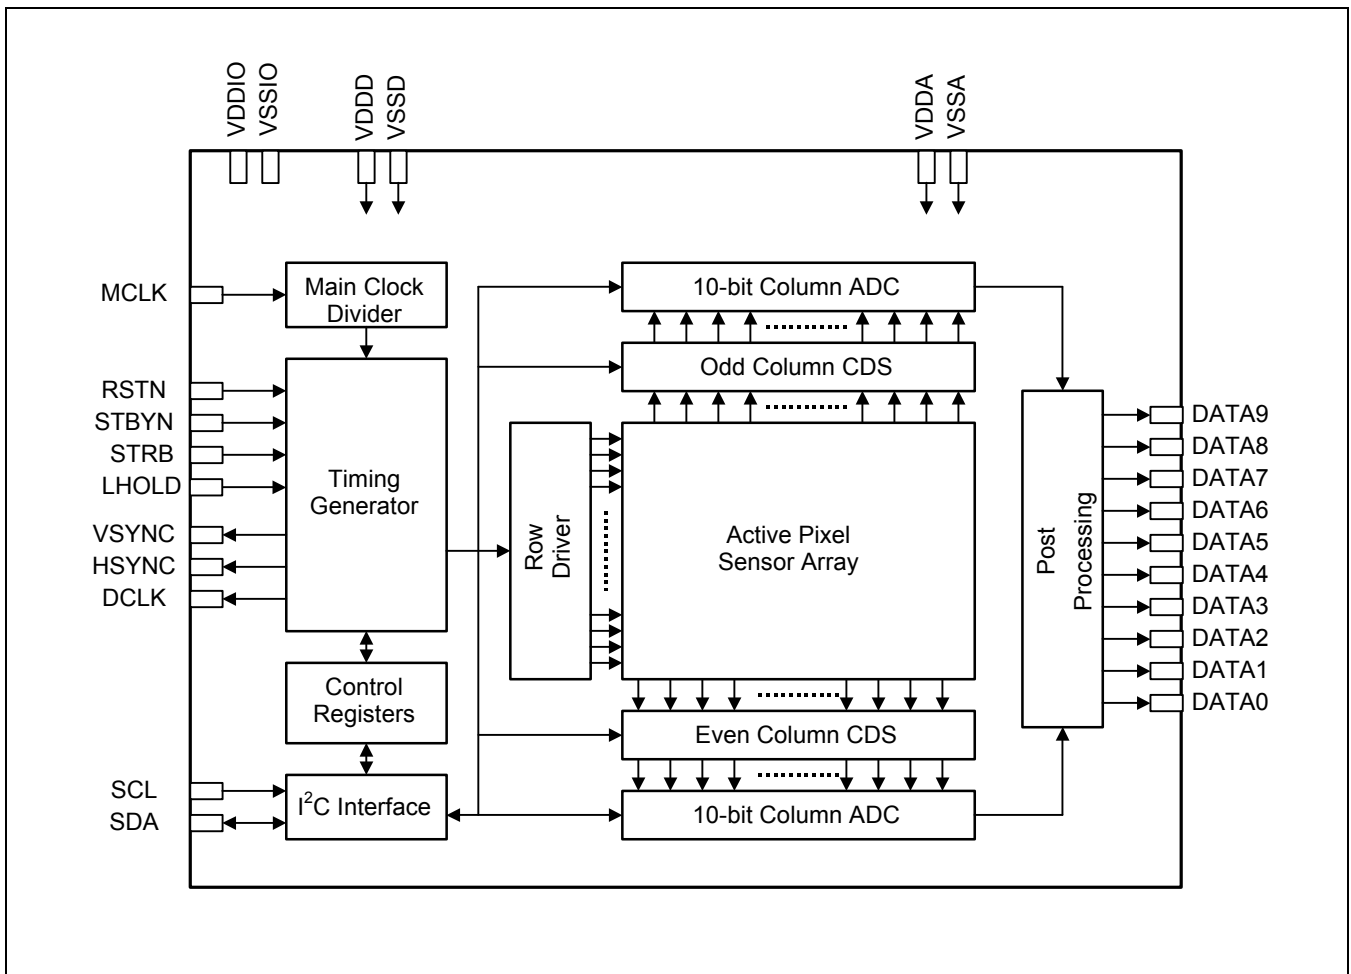 VDDIO
VSSIO
VDDD
VSSD
VDDA
VSSA
MCLK
Main Clock
Divider
10-bit Column ADC
Odd Column CDS
RSTN
STBYN
STRB
LHOLD
VSYNC
HSYNC
DCLK
Timing
Generator
Row
Driver
Active Pixel
Sensor Array
Post
Processing
DATA9
DATA8
DATA7
DATA6
DATA5
DATA4
DATA3
DATA2
DATA1
DATA0
Control
Registers
Even Column CDS
SCL
SDA
I²C Interface
10-bit Column ADC